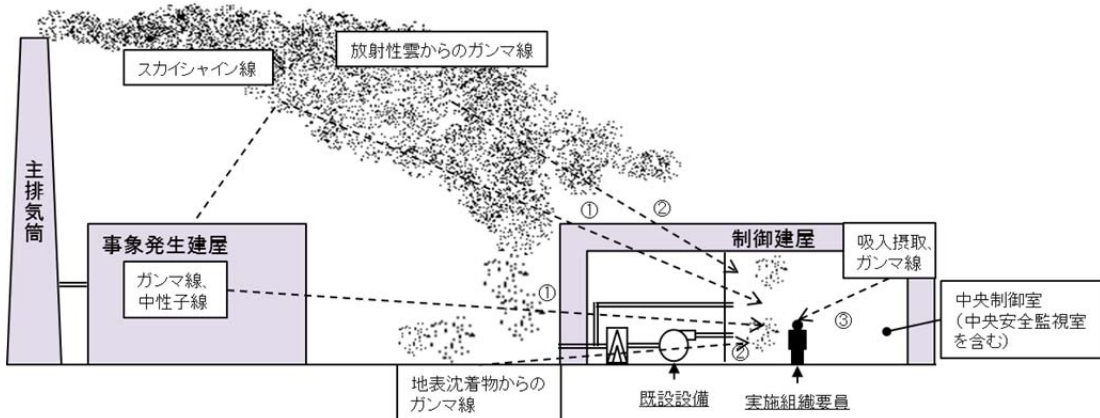 放射性雲からのガンマ線
スカイシャイン線
主排気筒
①
②
事象発生建屋
制御建屋
吸入摂取、
ガンマ線
ガンマ線、
中性子線
①
③
中央制御室
(中央安全監視室
を含む)
②
地表沈着物からの
ガンマ線
既設設備
実施組織要員